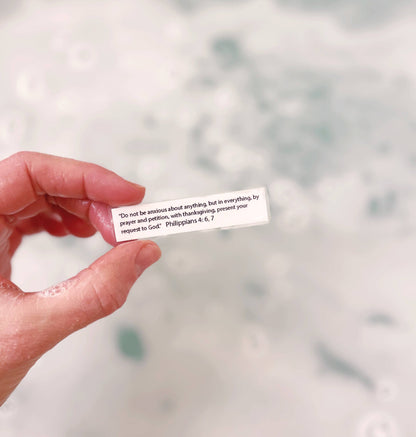 "Do not be anxious about anything, but in everything, by
prayer and petition, with thanksgiving, present your
request to God." Philippians 4: 6, 7